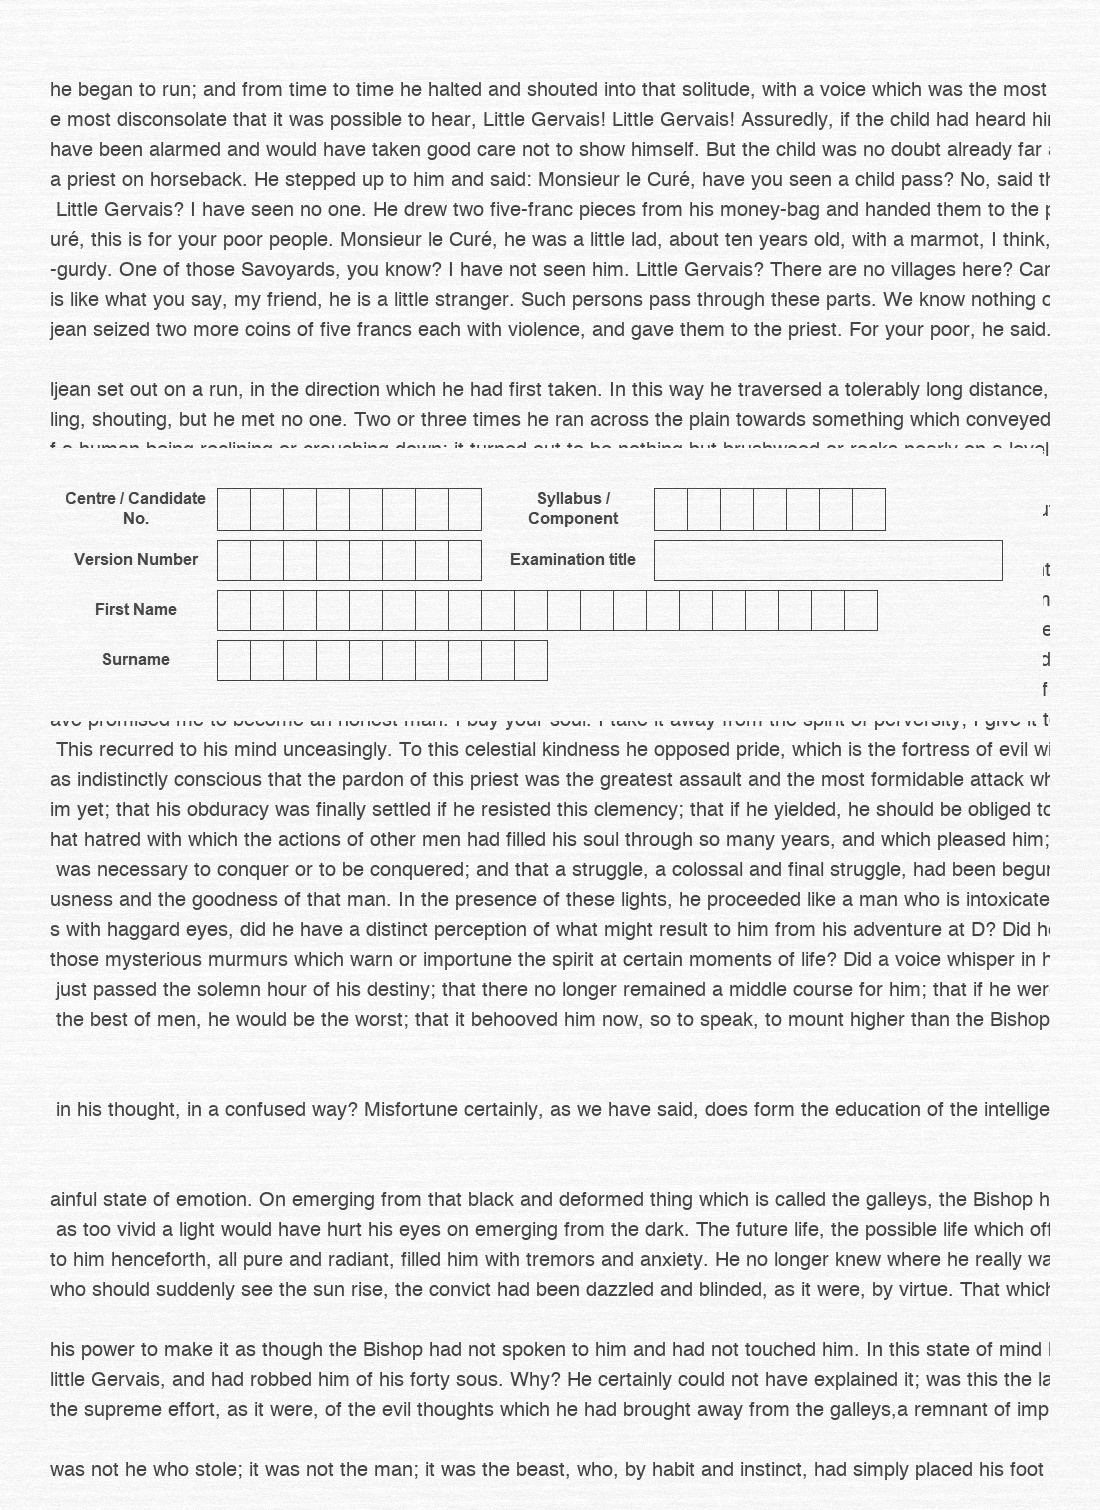 he began to run; and from time to time he halted and shouted into that solitude, with a voice which was the most
e most disconsolate that it was possible to hear, Little Gervais! Little Gervais! Assuredly, if the child had heard
have been alarmed and would have taken good care not to show himself. But the child was no doubt already far
a priest on horseback. He stepped up to him and said: Monsieur le Curé, have you seen a child pass? No, said
Little Gervais? I have seen no one. He drew two five-franc pieces from his money-bag and handed them to the
uré, this is for your poor people. Monsieur le Curé, he was a little lad, about ten years old, with a marmot, I think,
-gurdy. One of those Savoyards, you know? I have not seen him. Little Gervais? There are no villages here?
is like what you say, my friend, he is a little stranger. Such persons pass through these parts. We know nothing
jean seized two more coins of five francs each with violence, and gave them to the priest. For your poor, he said.
ljean set out on a run, in the direction which he had first taken. In this way he traversed a tolerably long distance,
ling, shouting, but he met no one. Two or three times he ran across the plain towards something which conveyed
Centre / Candidate No.
Syllabus / Component
Version Number
Examination title
First Name
Surname
ave promised me to become an honest man. I buy your soul. I take it away from the spirit of perversity; I give it
This recurred to his mind unceasingly. To this celestial kindness he opposed pride, which is the fortress of evil
as indistinctly conscious that the pardon of this priest was the greatest assault and the most formidable attack
im yet; that his obduracy was finally settled if he resisted this clemency; that if he yielded, he should be obliged to
hat hatred with which the actions of other men had filled his soul through so many years, and which pleased him;
was necessary to conquer or to be conquered; and that a struggle, a colossal and final struggle, had been
usness and the goodness of that man. In the presence of these lights, he proceeded like a man who is intoxicate
s with haggard eyes, did he have a distinct perception of what might result to him from his adventure at D? Did
those mysterious murmurs which warn or importune the spirit at certain moments of life? Did a voice whisper in
just passed the solemn hour of his destiny; that there no longer remained a middle course for him; that if he wer
the best of men, he would be the worst; that it behooved him now, so to speak, to mount higher than the Bishop
in his thought, in a confused way? Misfortune certainly, as we have said, does form the education of the intellige
ainful state of emotion. On emerging from that black and deformed thing which is called the galleys, the Bishop h
as too vivid a light would have hurt his eyes on emerging from the dark. The future life, the possible life which
to him henceforth, all pure and radiant, filled him with tremors and anxiety. He no longer knew where he really wa
who should suddenly see the sun rise, the convict had been dazzled and blinded, as it were, by virtue. That
his power to make it as though the Bishop had not spoken to him and had not touched him. In this state of mind
little Gervais, and had robbed him of his forty sous. Why? He certainly could not have explained it; was this the la
the supreme effort, as it were, of the evil thoughts which he had brought away from the galleys,a remnant of imp
was not he who stole; it was not the man; it was the beast, who, by habit and instinct, had simply placed his foot